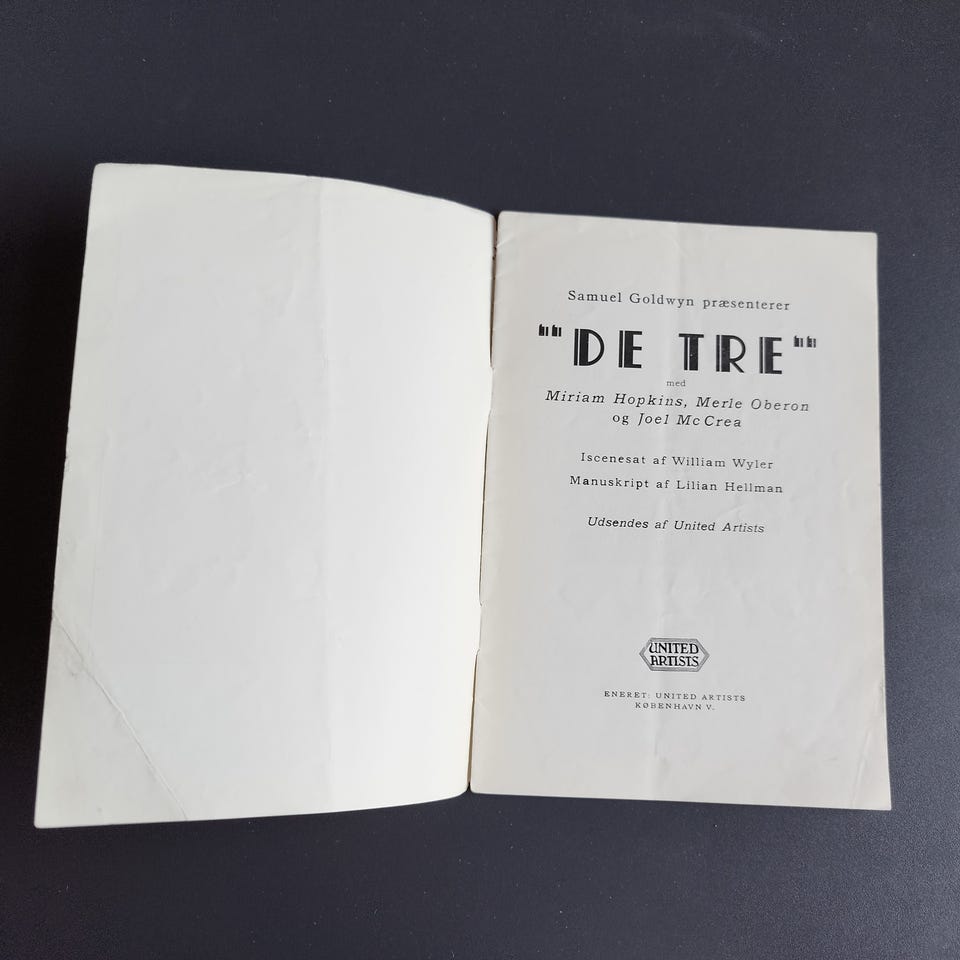 Samuel Goldwyn præsenterer
""DE TRE""
med
Miriam Hopkins, Merle Oberon
og Joel McCrea
Iscenesat af William Wyler
Manuskript af Lilian Hellman
Udsendes af United Artists
UNITED
ARTISTS
ENERET: UNITED ARTISTS
KØBENHAVN V.